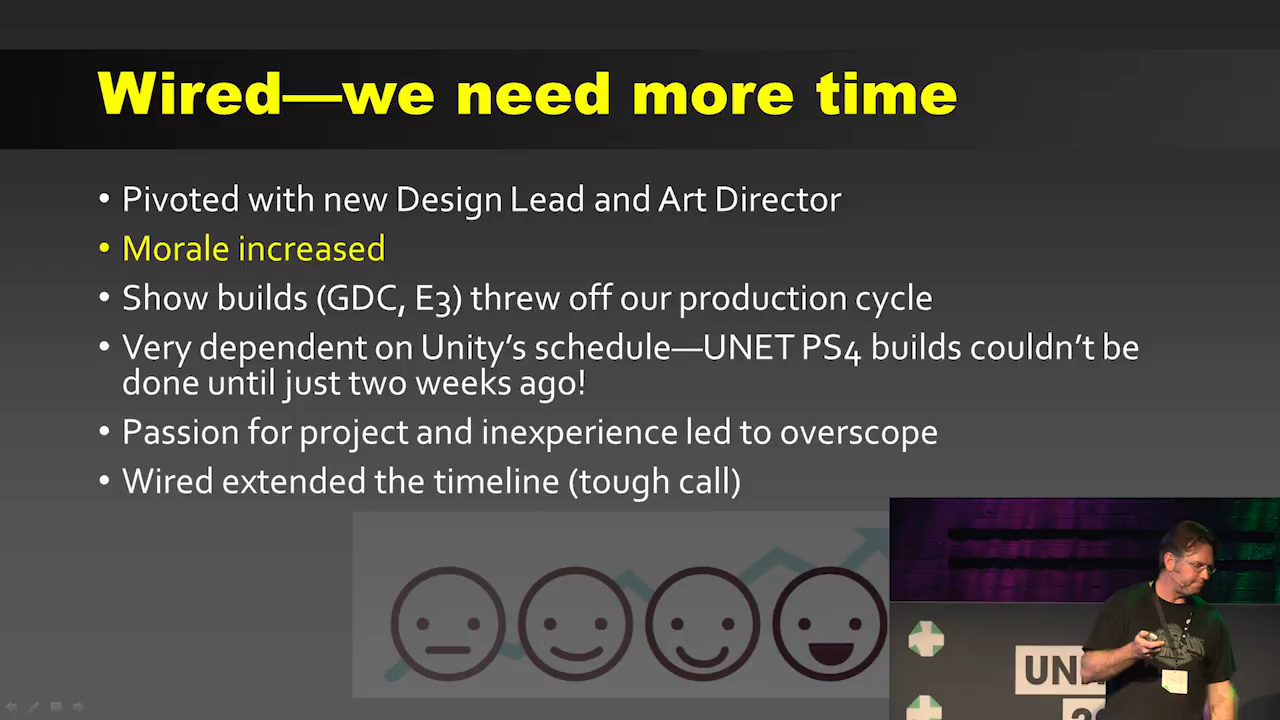 Wired—we need more time
• Pivoted with new Design Lead and Art Director
• Morale increased
• Show builds (GDC, E3) threw off our production cycle
• Very dependent on Unity's schedule—UNET PS4 builds couldn't be
done until just two weeks ago!
• Passion for project and inexperience led to overscope
• Wired extended the timeline (tough call)